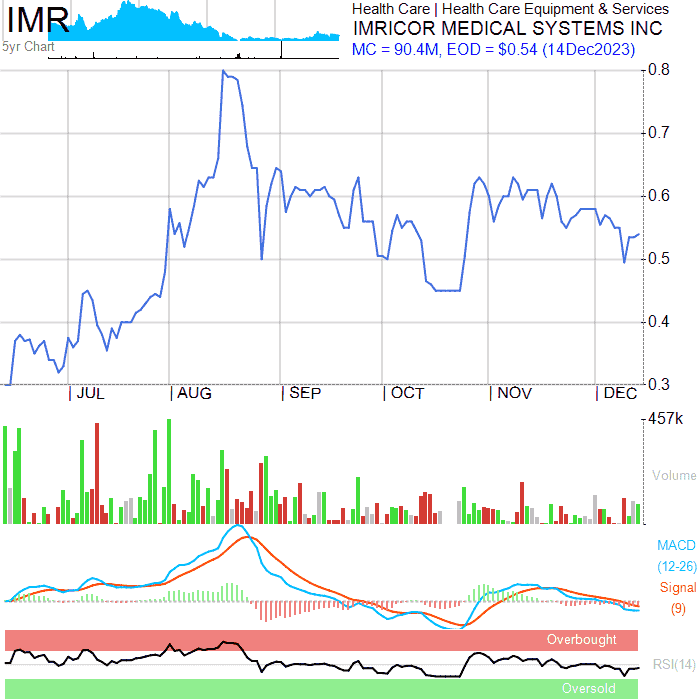 IMR
5yr Chart
Health Care | Health Care Equipment & Services
IMRICOR MEDICAL SYSTEMS INC
MC = 90.4M, EOD = $0.54 (14Dec2023)
0.8
0.7
0.6
0.5
0.4
0.3
JUL
AUG
SEP
OCT
NOV
DEC
457k
Volume
MACD
(12-26)
Signal
(9)
Overbought
RSI(14)
Oversold